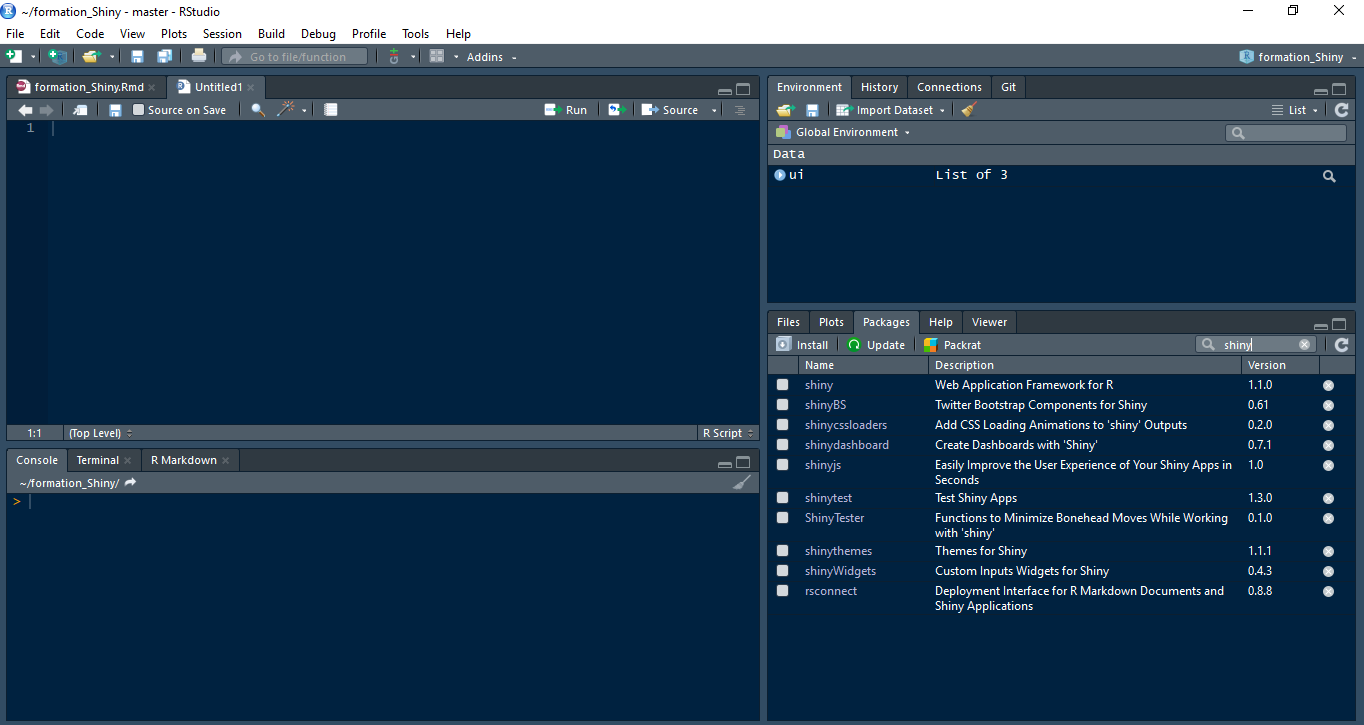 ~/formation_Shiny - master - RStudio
File Edit Code View Plots Session Build Debug Profile Tools Help
Go to file/function Addins formation_Shiny
formation_Shiny.Rmd Untitled1
Source on Save Run Source
1
1:1 (Top Level) R Script
Console Terminal R Markdown
~/formation_Shiny/
>
Environment History Connections Git
Import Dataset List
Global Environment
Data
ui List of 3
Files Plots Packages Help Viewer
Install Update Packrat shiny
Name Description Version
shiny Web Application Framework for R 1.1.0
shinyBS Twitter Bootstrap Components for Shiny 0.61
shinycssloaders Add CSS Loading Animations to 'shiny' Outputs 0.2.0
shinydashboard Create Dashboards with 'Shiny' 0.7.1
shinyjs Easily Improve the User Experience of Your Shiny Apps in 1.0
Seconds
shinytest Test Shiny Apps 1.3.0
ShinyTester Functions to Minimize Bonehead Moves While Working 0.1.0
with 'shiny'
shinythemes Themes for Shiny 1.1.1
shinyWidgets Custom Inputs Widgets for Shiny 0.4.3
rsconnect Deployment Interface for R Markdown Documents and 0.8.8
Shiny Applications